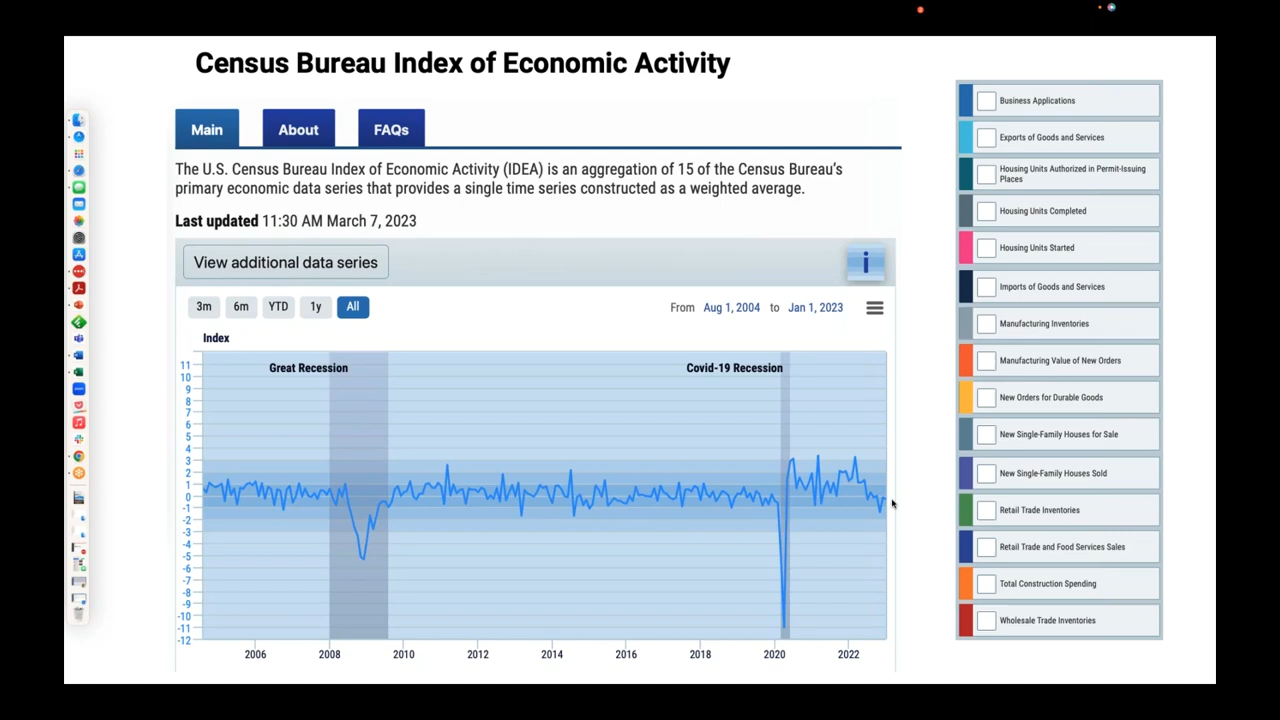 Census Bureau Index of Economic Activity
Main
About
FAQs
The U.S. Census Bureau Index of Economic Activity (IDEA) is an aggregation of 15 of the Census Bureau's
primary economic data series that provides a single time series constructed as a weighted average.
Last updated 11:30 AM March 7, 2023
View additional data series
i
3m 6m YTD 1y All
From Aug 1, 2004 to Jan 1, 2023
Index
Great Recession
Covid-19 Recession
11
10
9
8
7
6
5
4
3
2
1
0
-1
-2
-3
-4
-5
-6
-7
-8
-9
-10
-11
-12
2006 2008 2010 2012 2014 2016 2018 2020 2022
Business Applications
Exports of Goods and Services
Housing Units Authorized in Permit-Issuing
Places
Housing Units Completed
Housing Units Started
Imports of Goods and Services
Manufacturing Inventories
Manufacturing Value of New Orders
New Orders for Durable Goods
New Single-Family Houses for Sale
New Single-Family Houses Sold
Retail Trade Inventories
Retail Trade and Food Services Sales
Total Construction Spending
Wholesale Trade Inventories